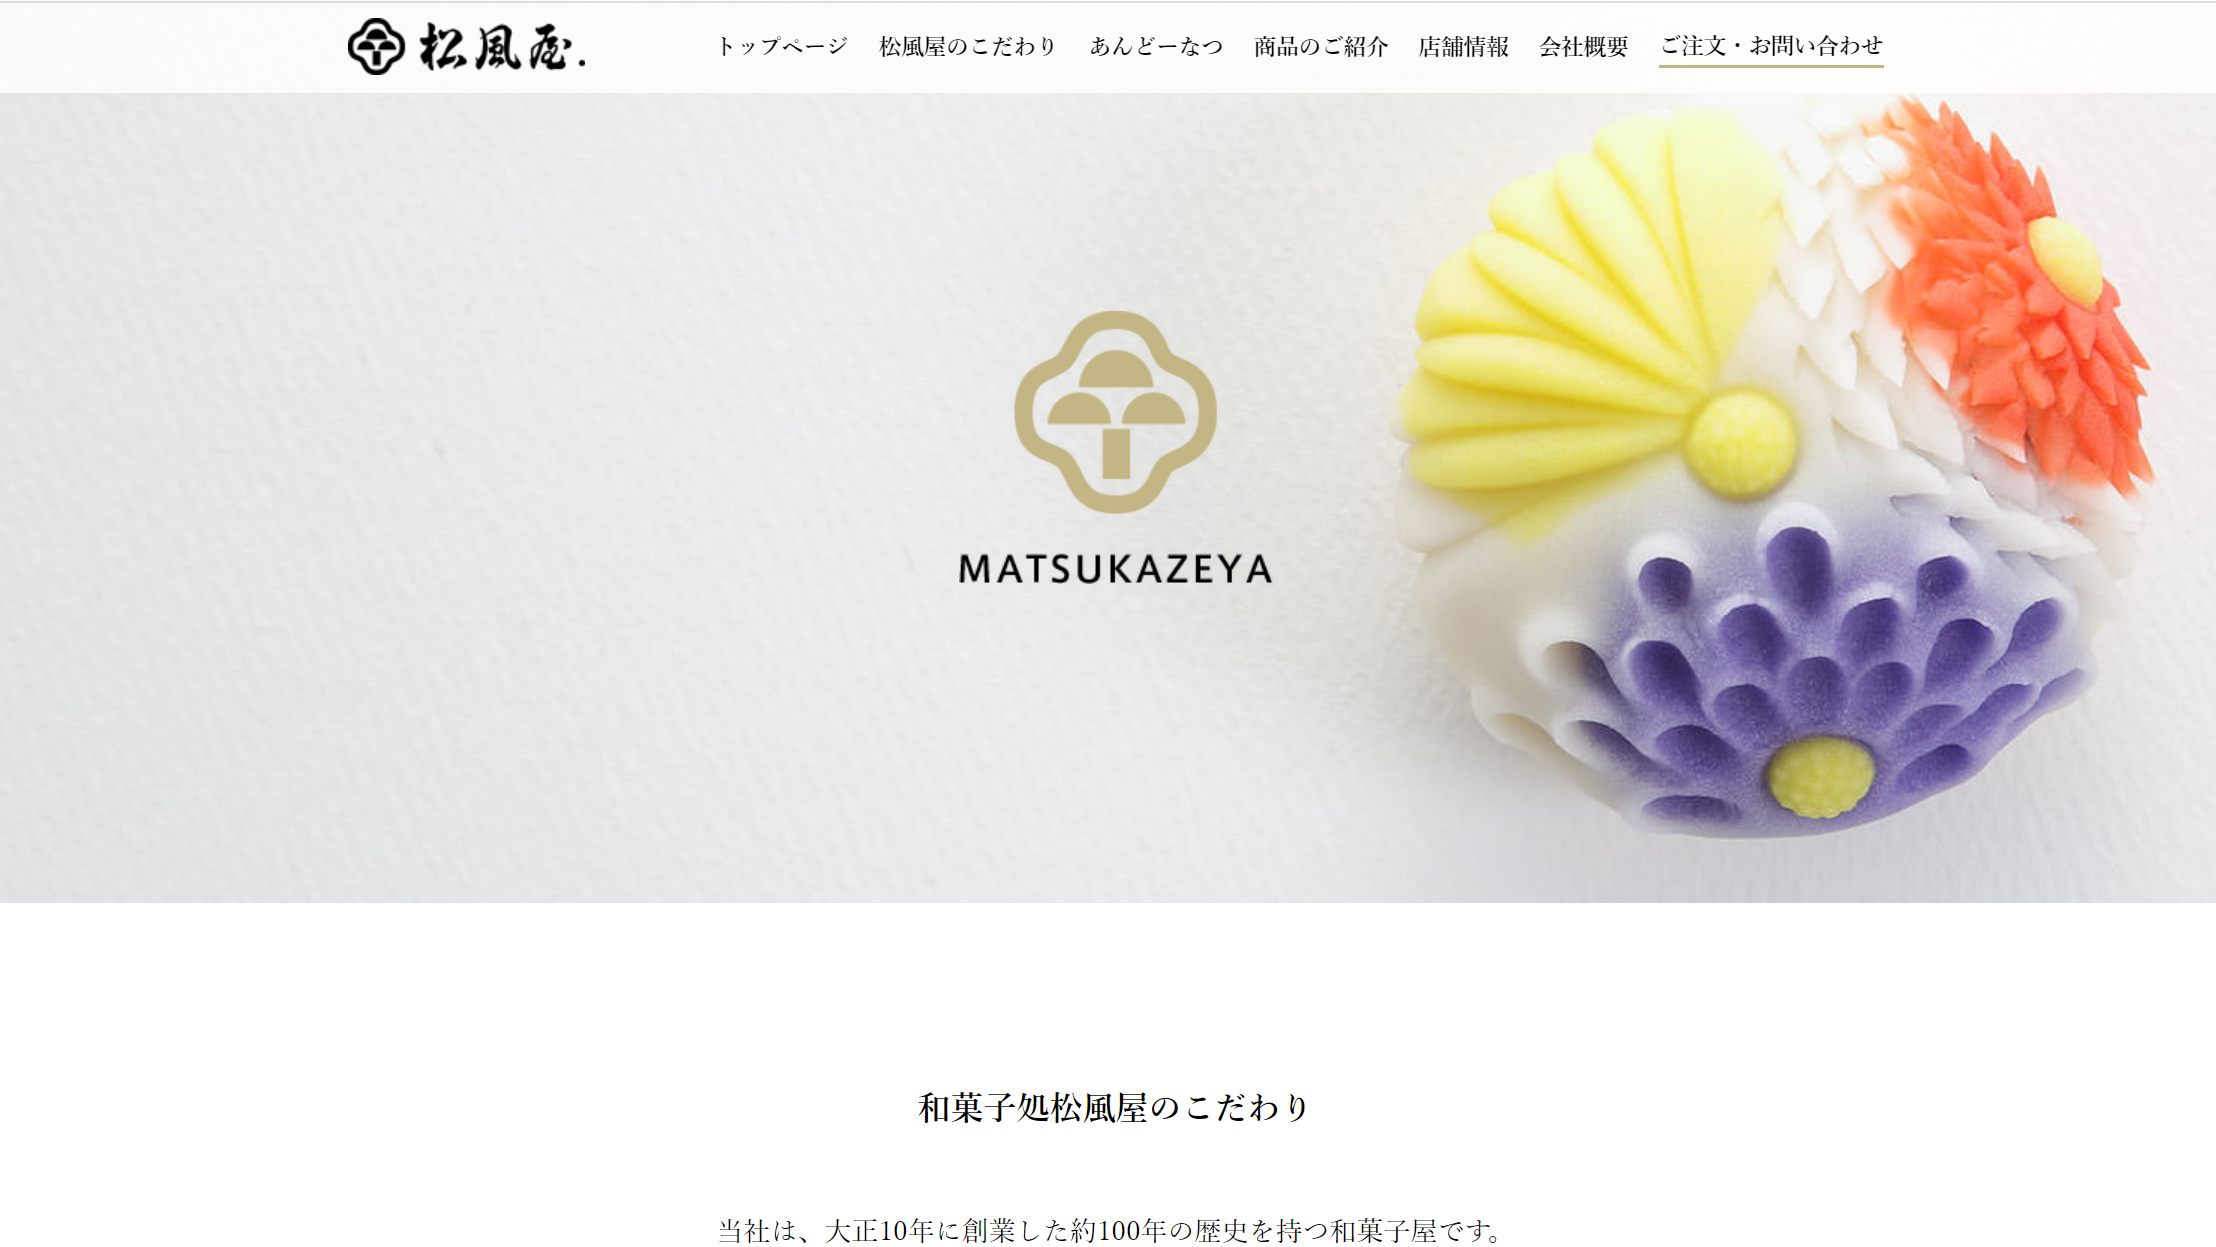 松風屋.
トップページ 松風屋のこだわり あんどーなつ 商品のご紹介 店舗情報 会社概要 ご注文・お問い合わせ
MATSUKAZEYA
和菓子処松風屋のこだわり
当社は、大正10年に創業した約100年の歴史を持つ和菓子屋です。